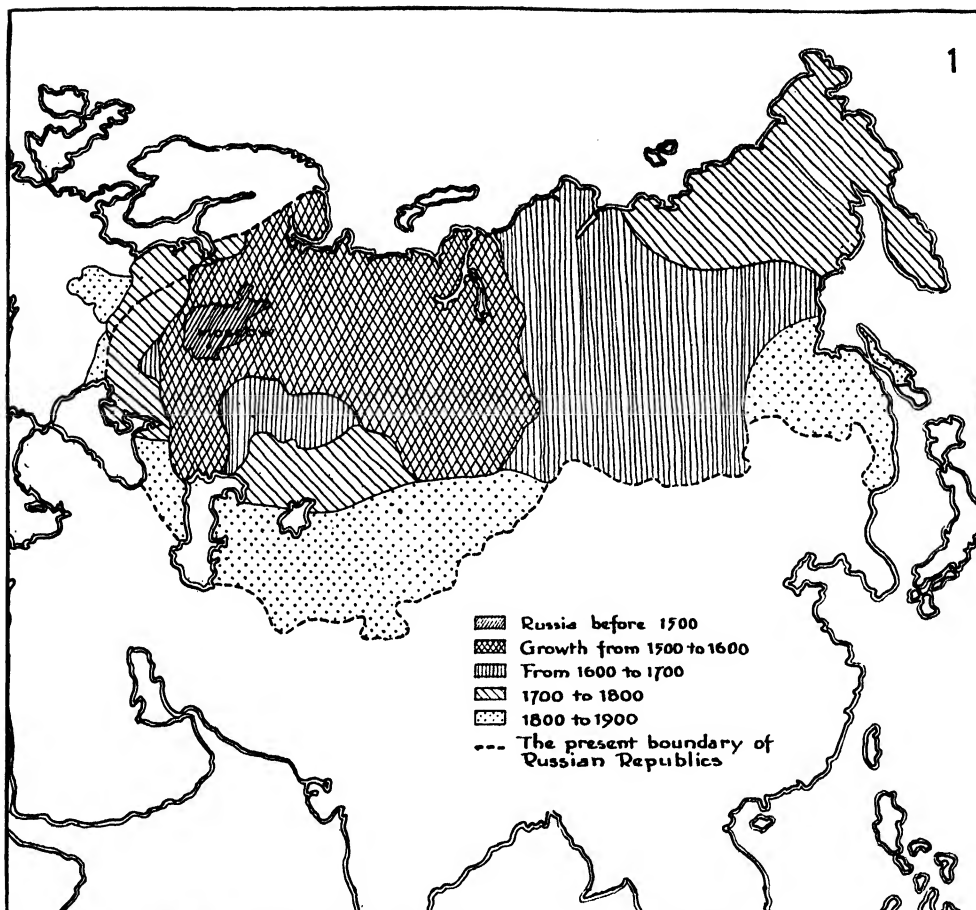 1
MOSCOW
Russia before 1500
Growth from 1500 to 1600
From 1600 to 1700
1700 to 1800
1800 to 1900
The present boundary of
Russian Republics